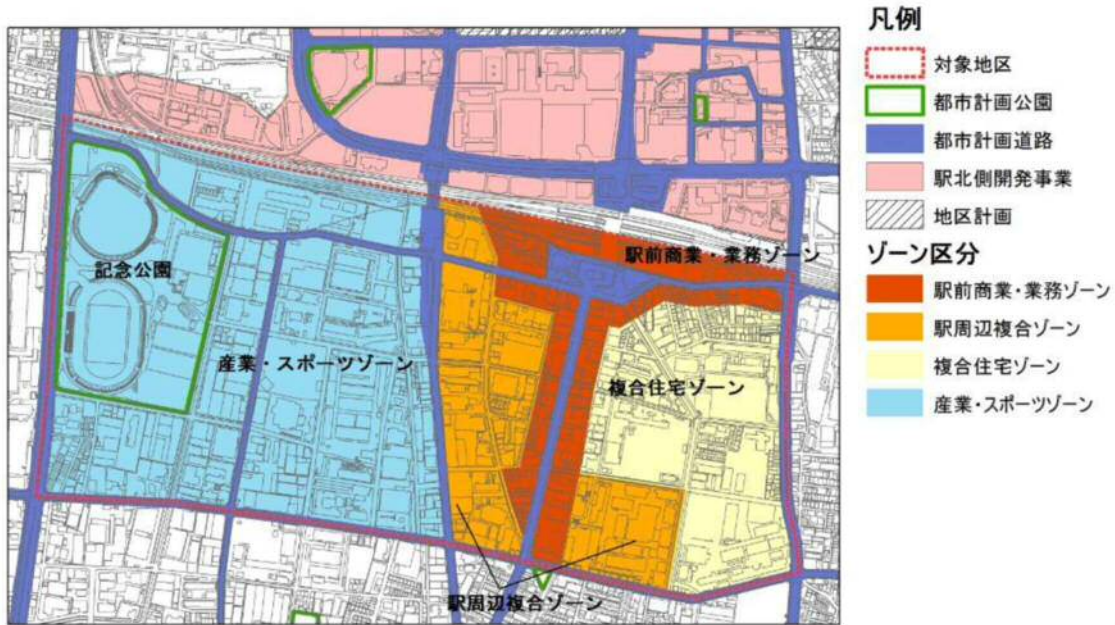 凡例
対象地区
都市計画公園
都市計画道路
駅北側開発事業
地区計画
ゾーン区分
駅前商業・業務ゾーン
駅周辺複合ゾーン
複合住宅ゾーン
産業・スポーツゾーン
駅前商業・業務ゾーン
記念公園
産業・スポーツゾーン
複合住宅ゾーン
駅周辺複合ゾーン